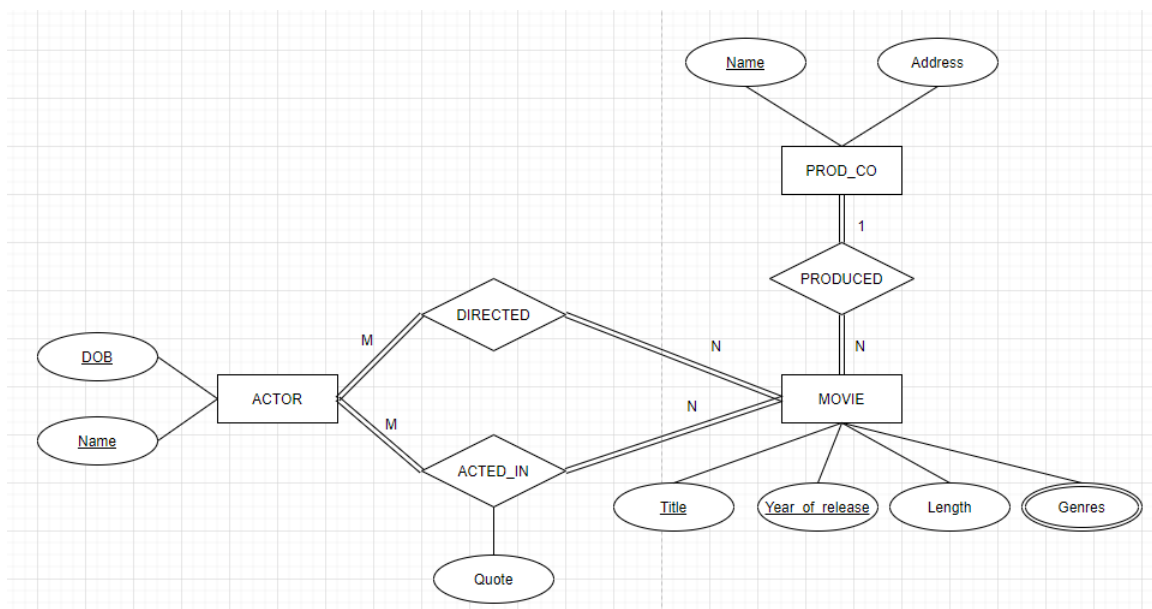 Name
Address
PROD_CO
1
PRODUCED
DIRECTED
M
N
N
DOB
ACTOR
MOVIE
N
M
Name
ACTED_IN
Title
Year_of_release
Length
Genres
Quote